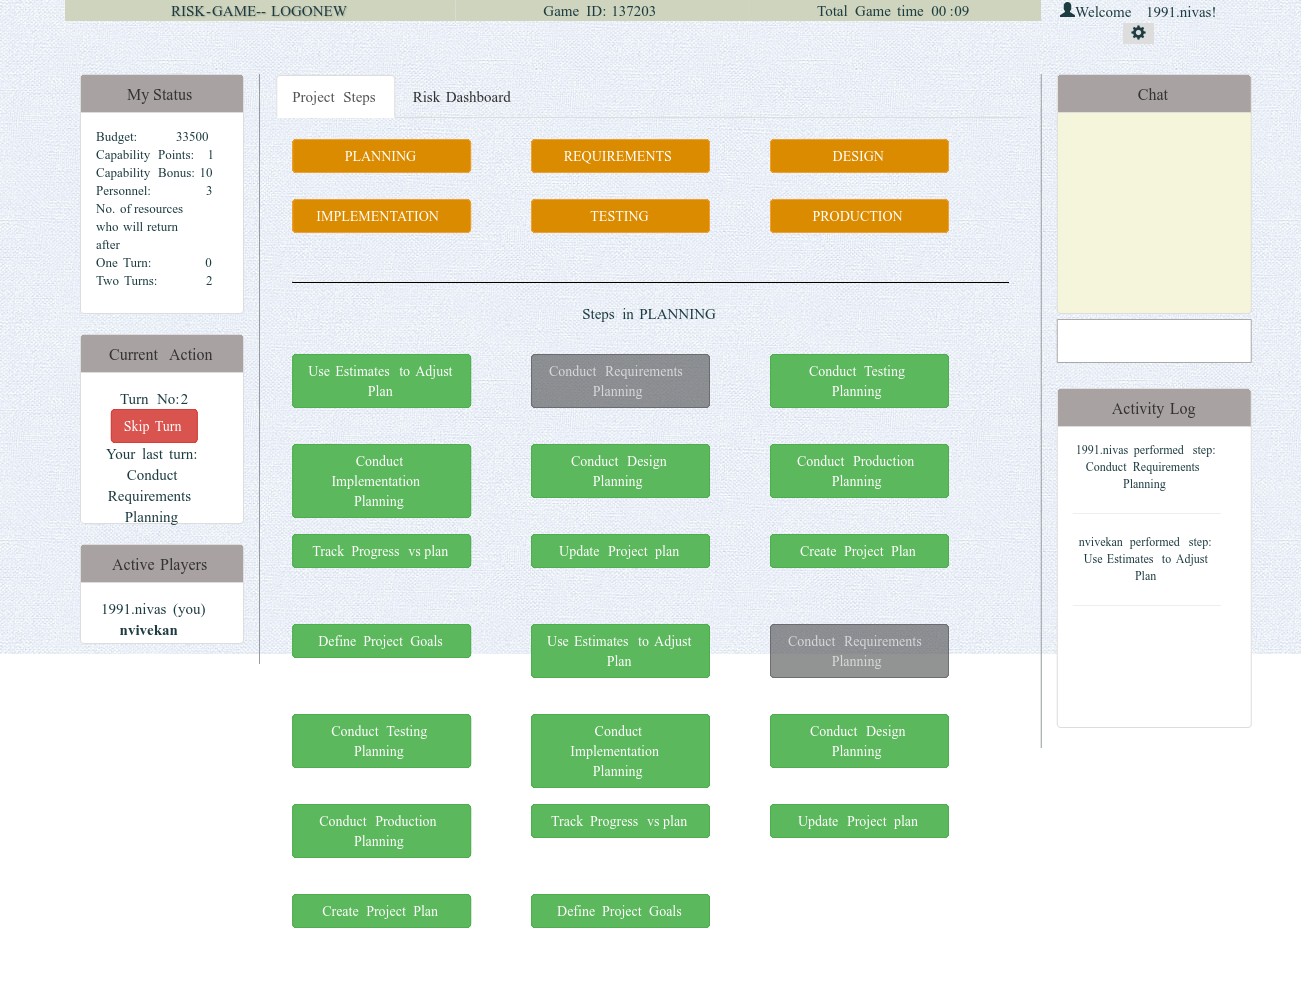 RISK-GAME-- LOGONEW
Game ID: 137203
Total Game time 00 :09
Welcome 1991.nivas!
My Status
Budget: 33500
Capability Points: 1
Capability Bonus: 10
Personnel: 3
No. of resources
who will return
after
One Turn: 0
Two Turns: 2
Current Action
Turn No:2
Skip Turn
Your last turn:
Conduct
Requirements
Planning
Active Players
1991.nivas (you)
nvivekan
Project Steps
Risk Dashboard
PLANNING
REQUIREMENTS
DESIGN
IMPLEMENTATION
TESTING
PRODUCTION
Steps in PLANNING
Use Estimates to Adjust
Plan
Conduct Requirements
Planning
Conduct Testing
Planning
Conduct
Implementation
Planning
Conduct Design
Planning
Conduct Production
Planning
Track Progress vs plan
Update Project plan
Create Project Plan
Define Project Goals
Use Estimates to Adjust
Plan
Conduct Requirements
Planning
Conduct Testing
Planning
Conduct
Implementation
Planning
Conduct Design
Planning
Conduct Production
Planning
Track Progress vs plan
Update Project plan
Create Project Plan
Define Project Goals
Chat
Activity Log
1991.nivas performed step:
Conduct Requirements
Planning
nvivekan performed step:
Use Estimates to Adjust
Plan